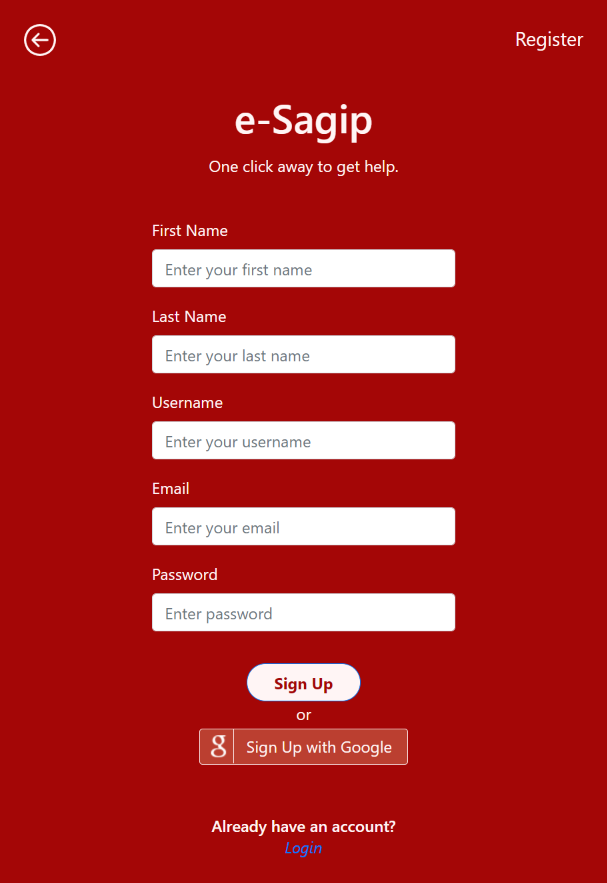 Register
e-Sagip
One click away to get help.
First Name
Enter your first name
Last Name
Enter your last name
Username
Enter your username
Email
Enter your email
Password
Enter password
Sign Up
or
g Sign Up with Google
Already have an account?
Login